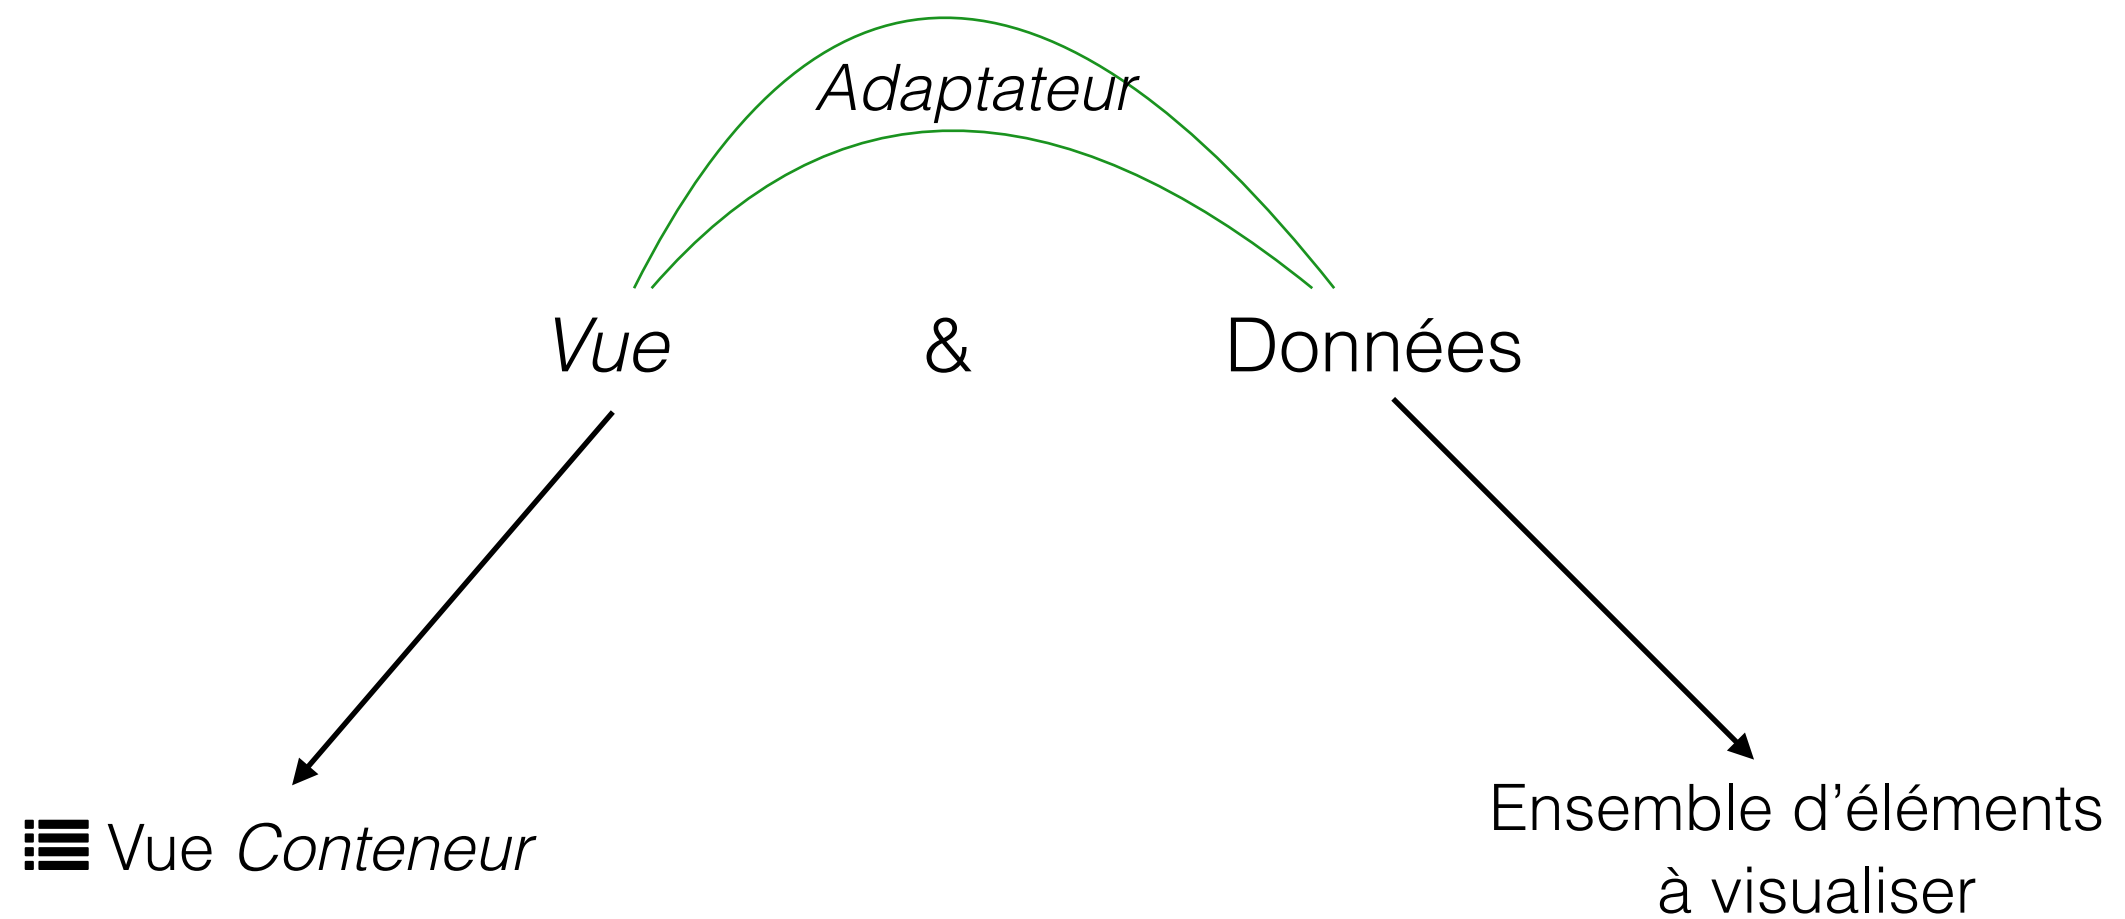 Adaptateur
Vue & Données
Vue Conteneur
Ensemble d’éléments
à visualiser